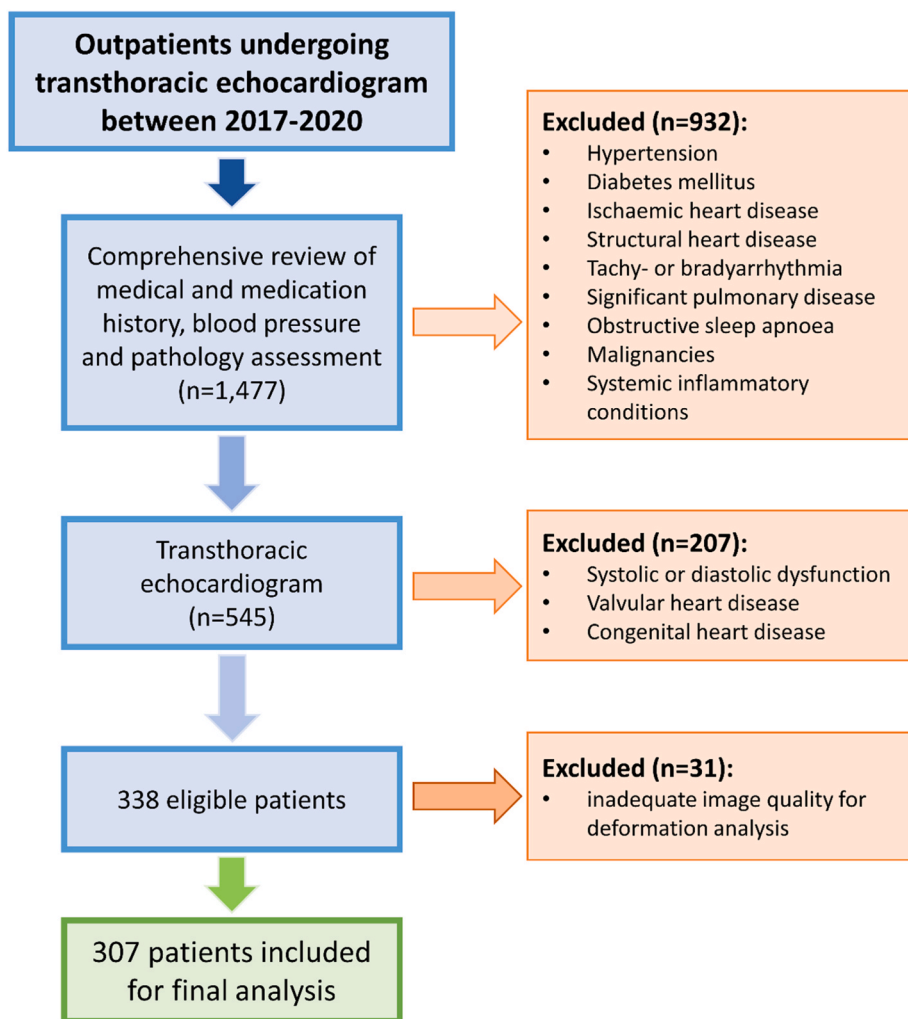 Outpatients undergoing
transthoracic echocardiogram
between 2017-2020
Comprehensive review of
medical and medication
history, blood pressure
and pathology assessment
(n=1,477)
Excluded (n=932):
• Hypertension
• Diabetes mellitus
• Ischaemic heart disease
• Structural heart disease
• Tachy- or bradyarrhythmia
• Significant pulmonary disease
• Obstructive sleep apnoea
• Malignancies
• Systemic inflammatory
conditions
Transthoracic
echocardiogram
(n=545)
Excluded (n=207):
• Systolic or diastolic dysfunction
• Valvular heart disease
• Congenital heart disease
338 eligible patients
Excluded (n=31):
• inadequate image quality for
deformation analysis
307 patients included
for final analysis